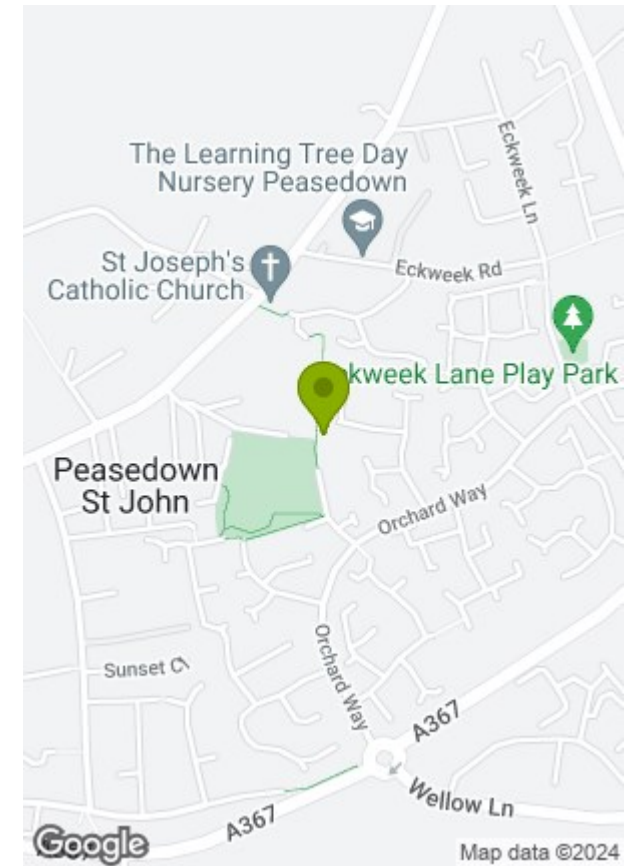 The Learning Tree Day
Nursery Peasedown
Eckweek Ln
St Joseph's
Catholic Church
Eckweek Rd
ckweek Lane Play Park
Peasedown
St John
Orchard Way
Orchard Way
Sunset Cl
A367
A367
Wellow Ln
Google
Map data ©2024